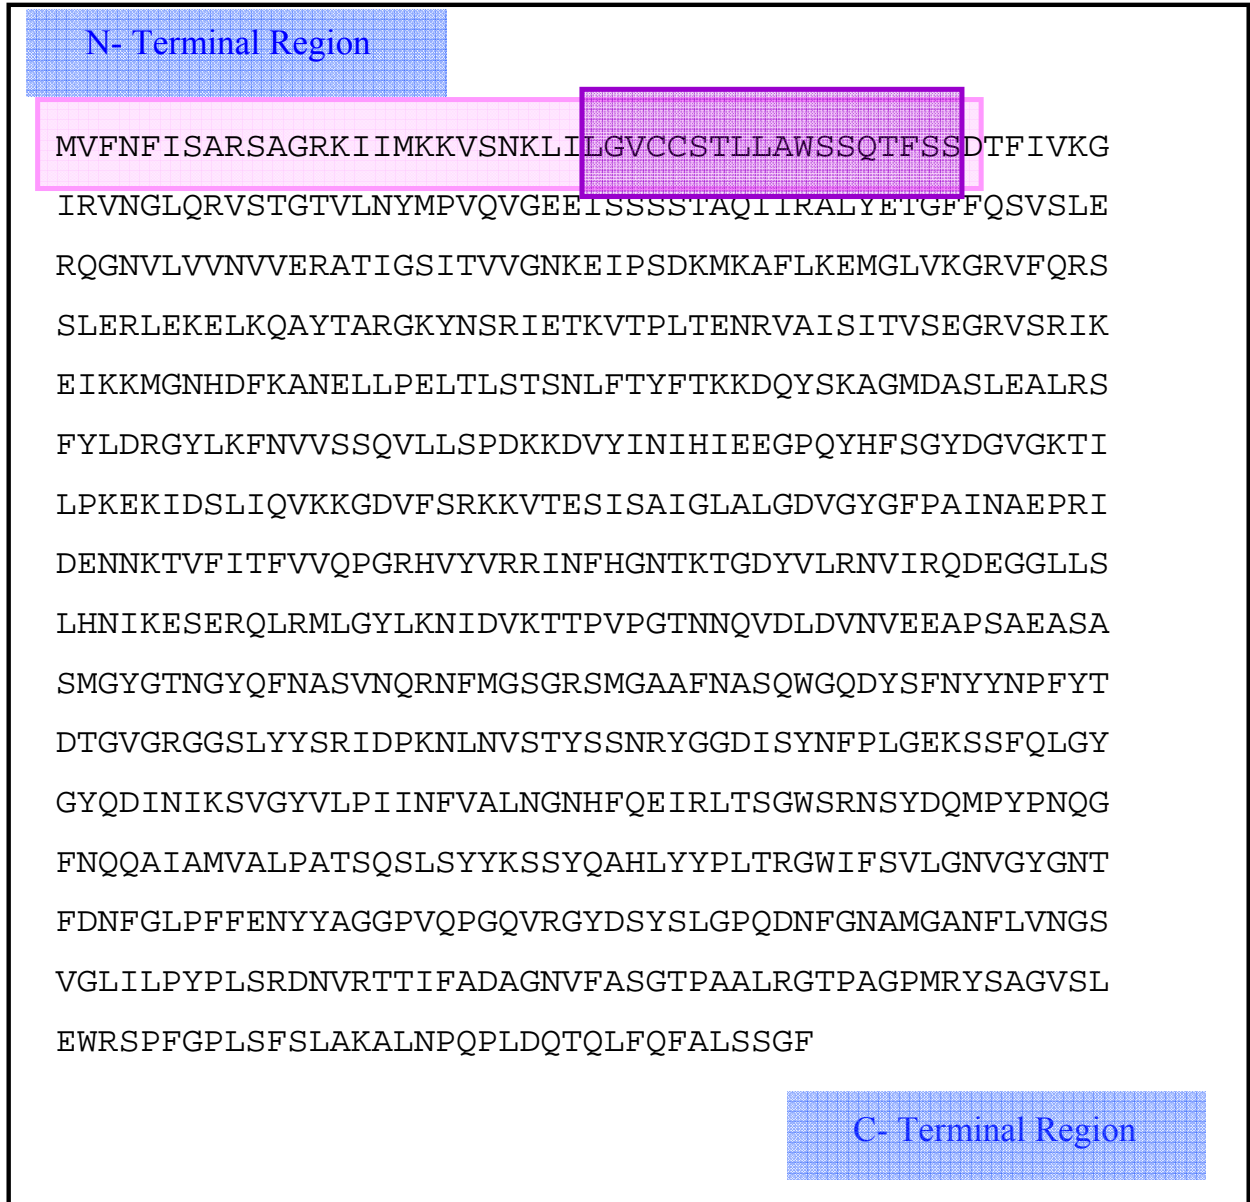 N- Terminal Region
MVFNFISARSAGRKIIMKKVSNKLILGVCCSTLLAWSSQTFSSDTFIVKG
IRVNGLQRVSTGTVLNYMPVQVGEEISSSSTAQIIRALYETGFFQSVSLE
RQGNVLVVNVVERATIGSITVVGNKEIPSDKMKAFLKEMGLVKGRVFQRS
SLERLEKELKQAYTARGKYNSRIETKVTPLTENRVAISITVSEGRVSRIK
EIKKMGNHDFKANELLPELTLSTSNLFTYFTKKDQYSKAGMDASLEALRS
FYLDRGYLKFNVVSSQVLLSPDKKDVYINIHIEEGPQYHFSGYDGVGKTI
LPKEKIDSLIQVKKGDVFSRKKVTESISAIGLALGDVGYGFPAINAEPRI
DENNKTVFITFVVQPGRHVYVRRINFHGNTKTGDYVLRNVIRQDEGGLLS
LHNIKESERQLRMLGYLKNIDVKTTPVPGTNNQVDLDVNVEEAPSAEASA
SMGYGTNGYQFNASVNQRNFMGSGRSMGAAFNASQWGQDYSFNYYNPFYT
DTGVGRGGSLYYSRIDPKNLNVSTYSSNRYGGDISYNFPLGEKSSFQLGY
GYQDINIKSVGYVLPIINFVALNGNHFQEIRLTSGWSRNSYDQMPYPNQG
FNQQAIAMVALPATSQSLSYYKSSYQAHLYYPLTRGWIFSVLGNVGYGNT
FDNFGLPFFENYYAGGPVQPGQVRGYDSYSLGPQDNFGNAMGANFLVNGS
VGLILPYPLSRDNVRTTIFADAGNVFASGTPAALRGTPAGPMRYSAGVSL
EWRSPFGPLSFSLAKALNPQPLDQTQLFQFALSSGF
C- Terminal Region